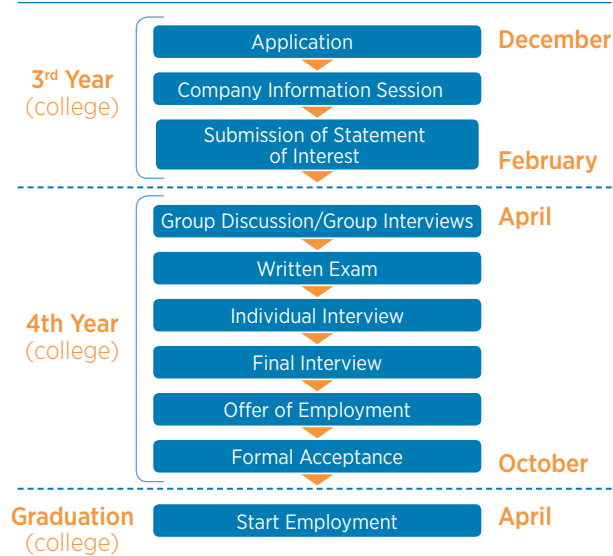 Application
December
3rd Year
(college)
Company Information Session
Submission of Statement
of Interest
February
Group Discussion/Group Interviews
April
Written Exam
Individual Interview
4th Year
(college)
Final Interview
Offer of Employment
Formal Acceptance
October
Graduation
(college)
Start Employment
April